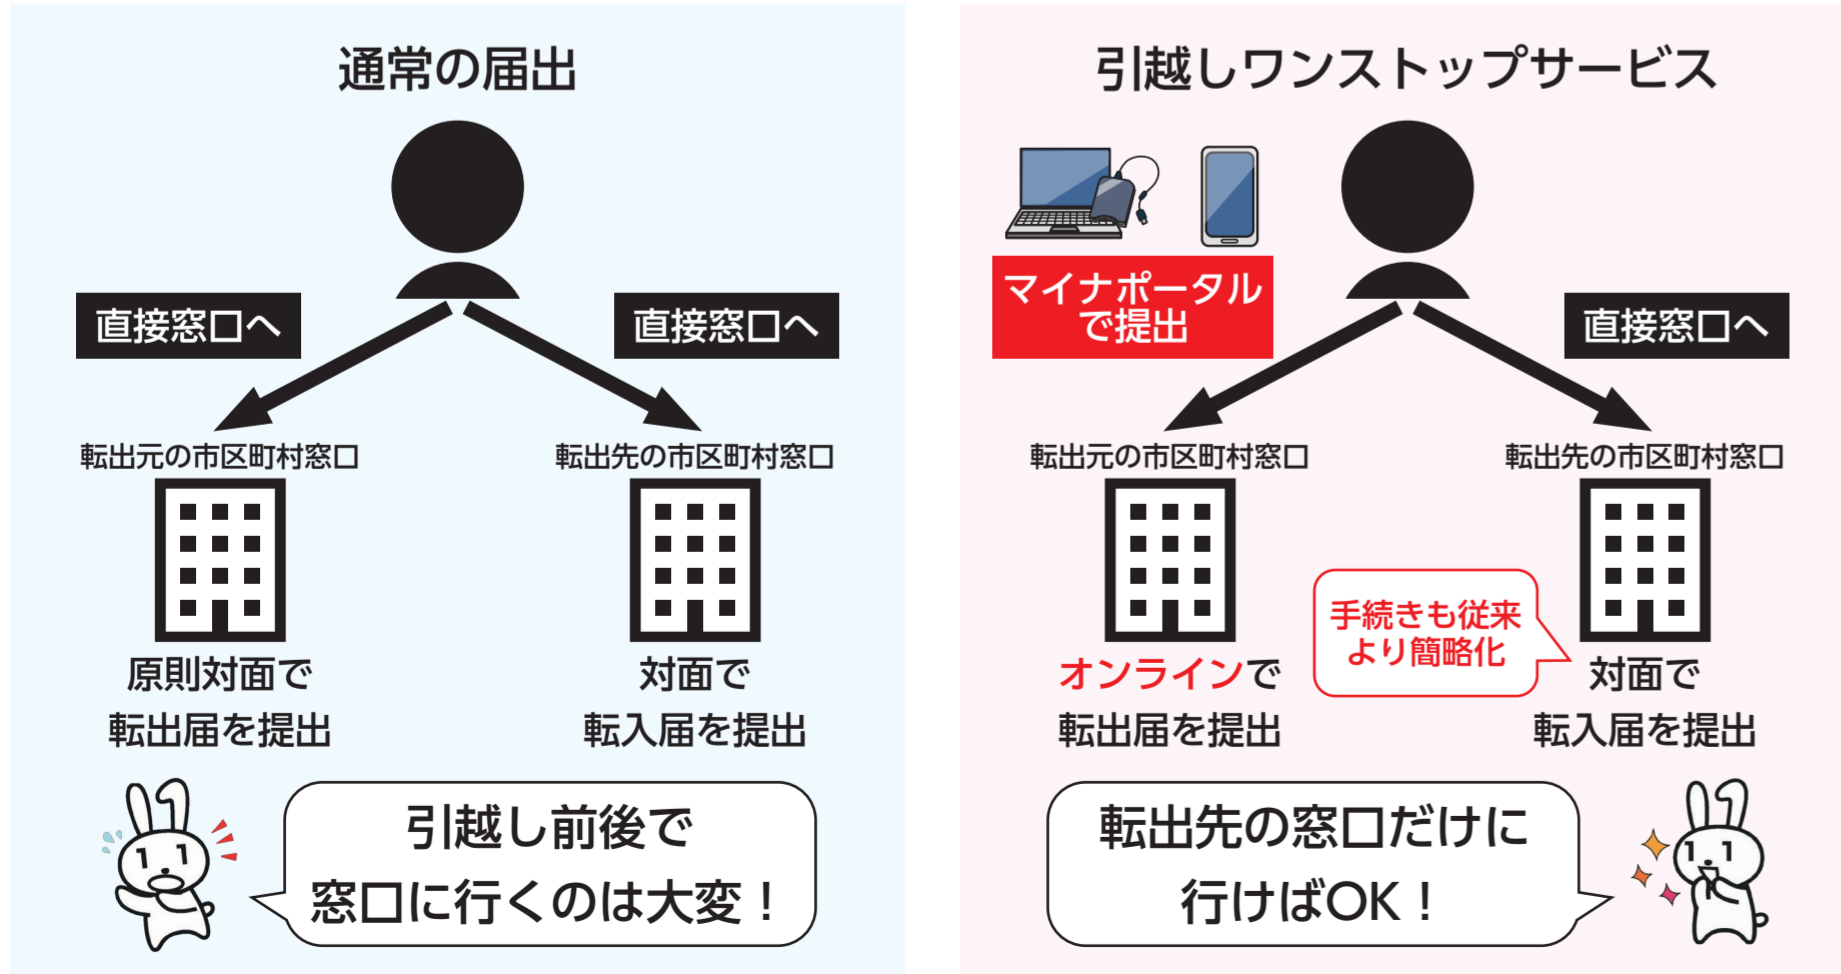 通常の届出
直接窓口へ
直接窓口へ
転出元の市区町村窓口
転出先の市区町村窓口
原則対面で
転出届を提出
対面で
転入届を提出
引越し前後で
窓口に行くのは大変！
引越しワンストップサービス
マイナポータル
で提出
直接窓口へ
転出元の市区町村窓口
転出先の市区町村窓口
オンラインで
転出届を提出
手続きも従来
より簡略化
対面で
転入届を提出
転出先の窓口だけに
行けばOK！